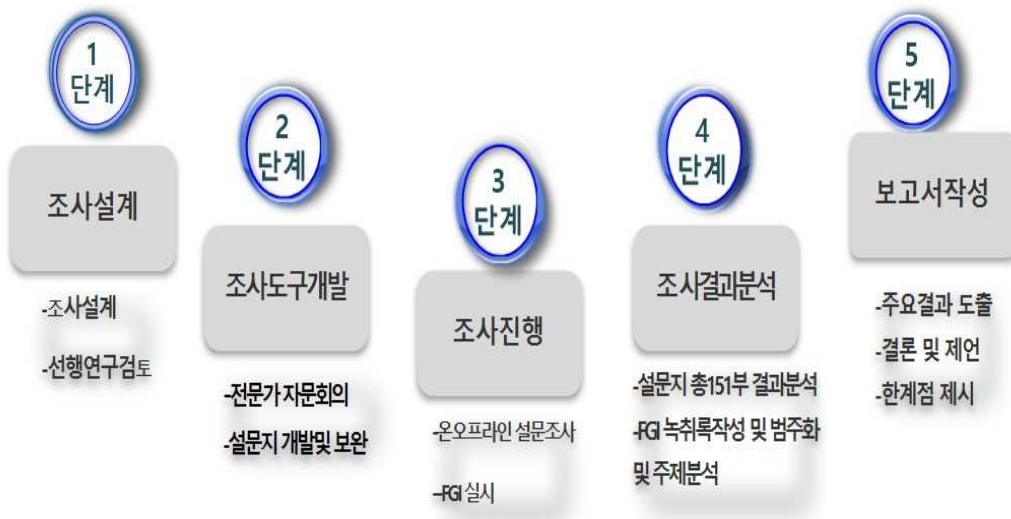 1
단계
조사설계
-조사설계
-선행연구검토
2
단계
조사도구개발
-전문가 자문회의
-설문지 개발및 보완
3
단계
조사진행
-온오프라인 설문조사
-FGI 실시
4
단계
조사결과분석
-설문지 총151부 결과분석
-FGI 녹취록작성 및 범주화
및 주제분석
5
단계
보고서작성
-주요결과 도출
-결론 및 제언
-한계점 제시